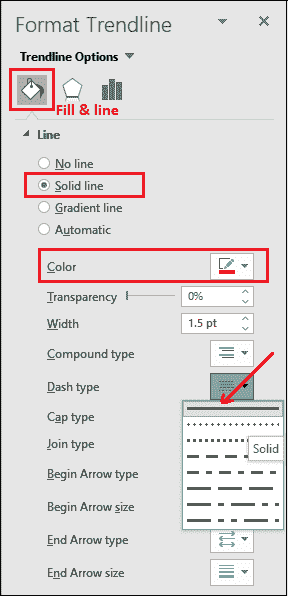 Format Trendline
Trendline Options
Fill & line
Line
No line
Solid line
Gradient line
Automatic
Color
Transparency 0%
Width 1.5 pt
Compound type
Dash type
Cap type
Join type
Solid
Begin Arrow type
Begin Arrow size
End Arrow type
End Arrow size